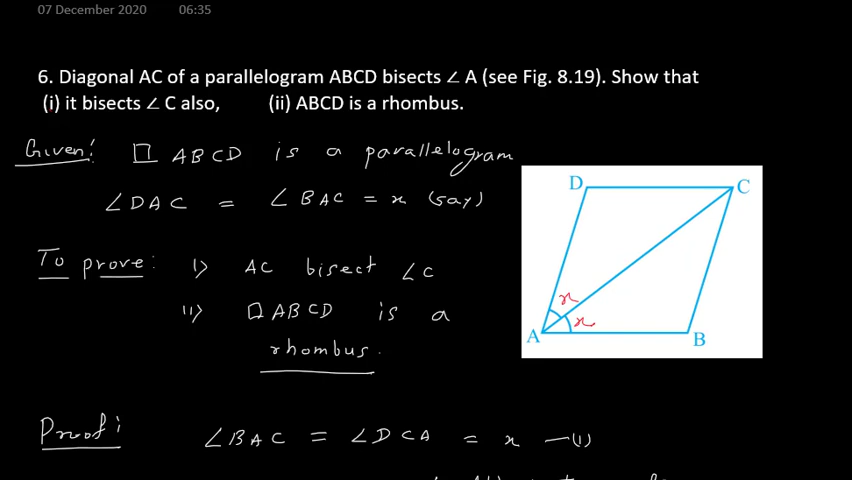 07 December 2020 06:35
6. Diagonal AC of a parallelogram ABCD bisects ∠ A (see Fig. 8.19). Show that
(i) it bisects ∠ C also, (ii) ABCD is a rhombus.
Given: □ ABCD is a parallelogram
∠DAC = ∠BAC = x (say)
To prove: i) AC bisect ∠C
ii) □ABCD is a
rhombus.
D C
x
x
A B
Proof: ∠BAC = ∠DCA = x —(1)